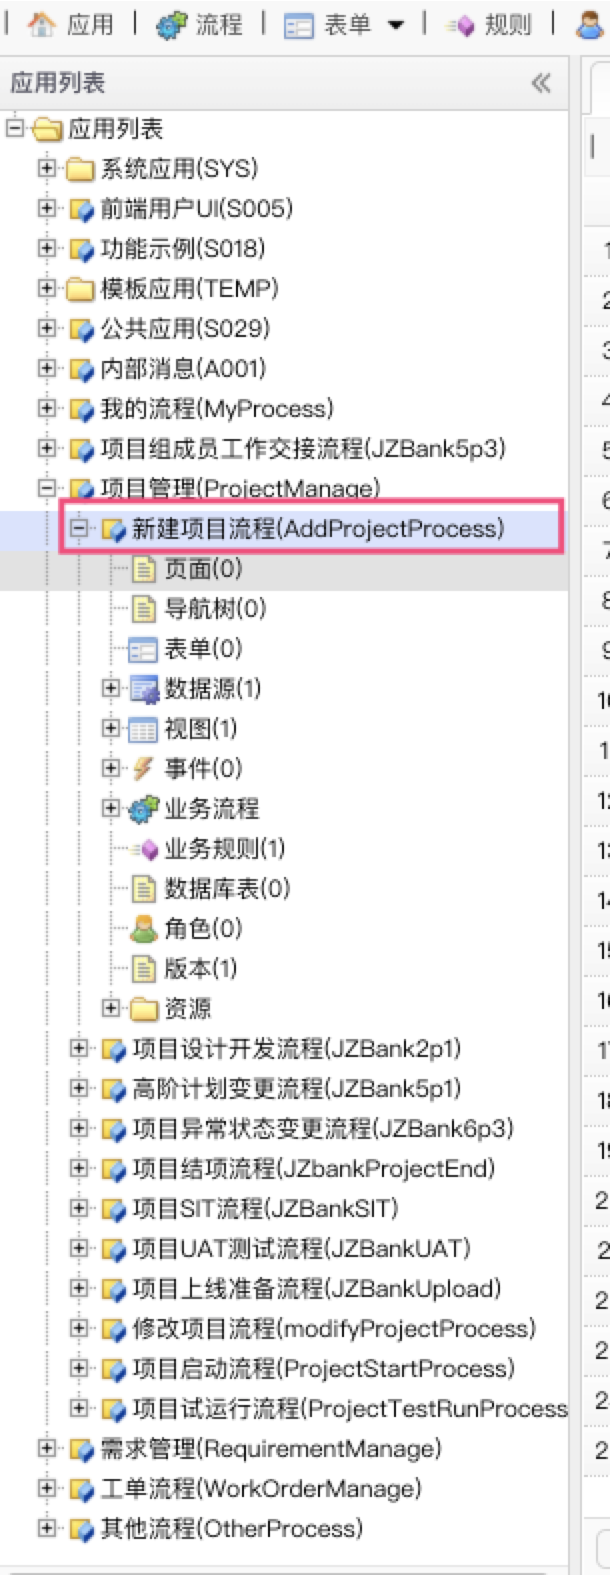 应用 流程 表单 规则
应用列表
应用列表
系统应用(SYS)
前端用户UI(S005)
功能示例(S018)
模板应用(TEMP)
公共应用(S029)
内部消息(A001)
我的流程(MyProcess)
项目组成员工作交接流程(JZBank5p3)
项目管理(ProjectManage)
新建项目流程(AddProjectProcess)
页面(0)
导航树(0)
表单(0)
数据源(1)
视图(1)
事件(0)
业务流程
业务规则(1)
数据库表(0)
角色(0)
版本(1)
资源
项目设计开发流程(JZBank2p1)
高阶计划变更流程(JZBank5p1)
项目异常状态变更流程(JZBank6p3)
项目结项流程(JZbankProjectEnd)
项目SIT流程(JZBankSIT)
项目UAT测试流程(JZBankUAT)
项目上线准备流程(JZBankUpload)
修改项目流程(modifyProjectProcess)
项目启动流程(ProjectStartProcess)
项目试运行流程(ProjectTestRunProcess
需求管理(RequirementManage)
工单流程(WorkOrderManage)
其他流程(OtherProcess)